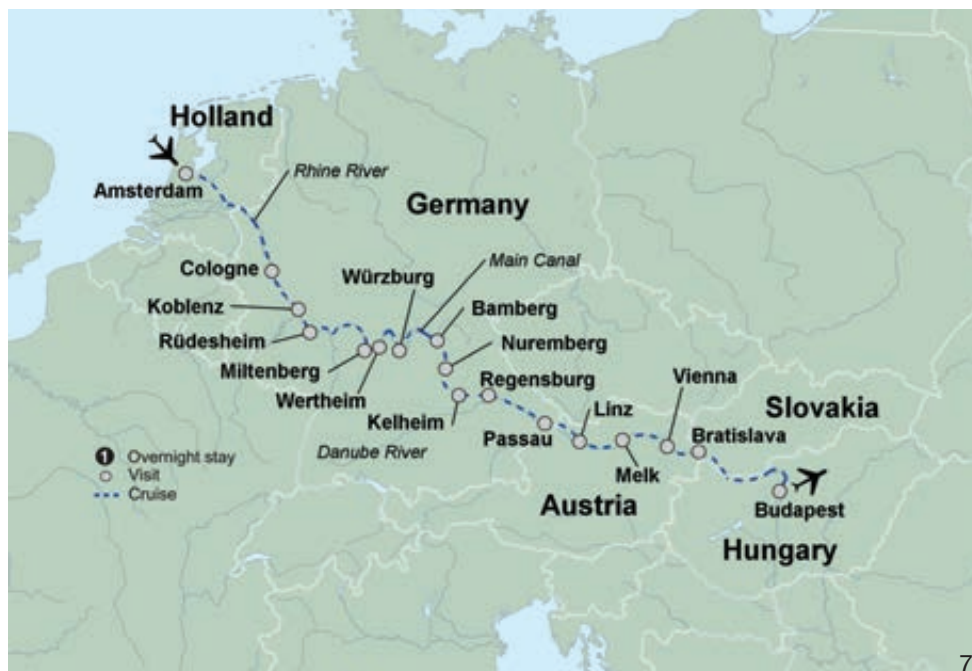 Holland
Amsterdam
Rhine River
Germany
Cologne
Würzburg
Main Canal
Koblenz
Bamberg
Rüdesheim
Nuremberg
Miltenberg
Wertheim
Regensburg
Vienna
Kelheim
Linz
Slovakia
Passau
Bratislava
Danube River
Melk
1 Overnight stay
Visit
Cruise
Austria
Budapest
Hungary
7